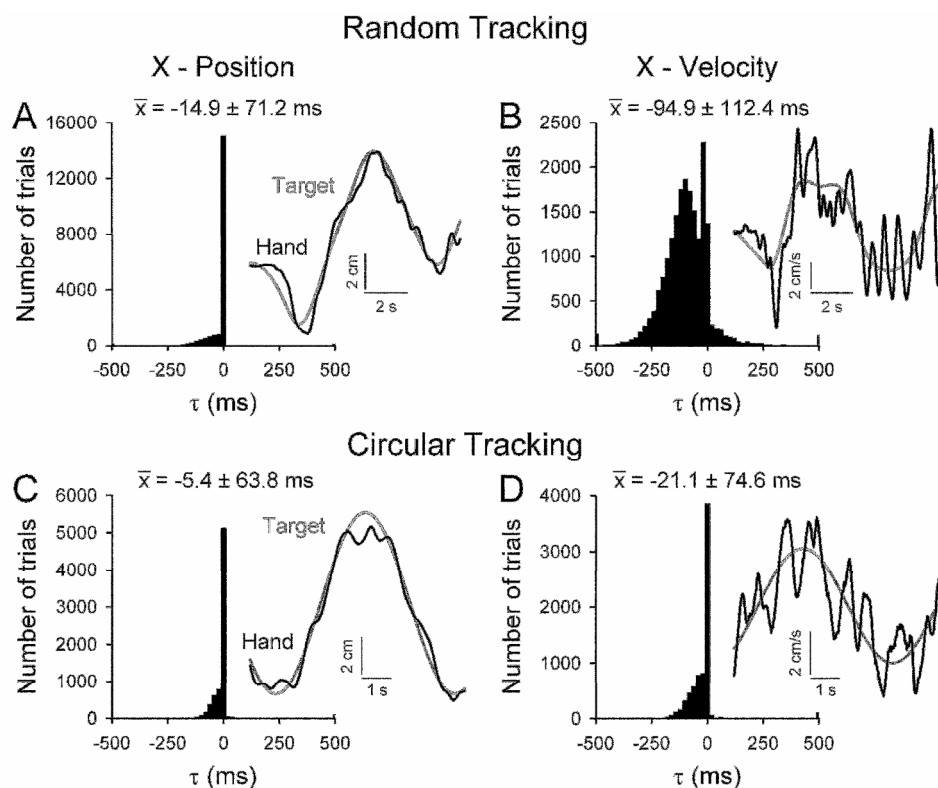 Random Tracking
X - Position
X - Velocity
A
x̄ = -14.9 ± 71.2 ms
Number of trials
16000
12000
8000
4000
0
-500
-250
0
250
500
τ (ms)
Target
Hand
2 cm
2 s
B
x̄ = -94.9 ± 112.4 ms
Number of trials
2500
2000
1500
1000
500
0
-500
-250
0
250
500
τ (ms)
2 cm/s
2 s
Circular Tracking
C
x̄ = -5.4 ± 63.8 ms
Number of trials
6000
5000
4000
3000
2000
1000
0
-500
-250
0
250
500
τ (ms)
Target
Hand
2 cm
1 s
D
x̄ = -21.1 ± 74.6 ms
Number of trials
4000
3000
2000
1000
0
-500
-250
0
250
500
τ (ms)
2 cm/s
1 s